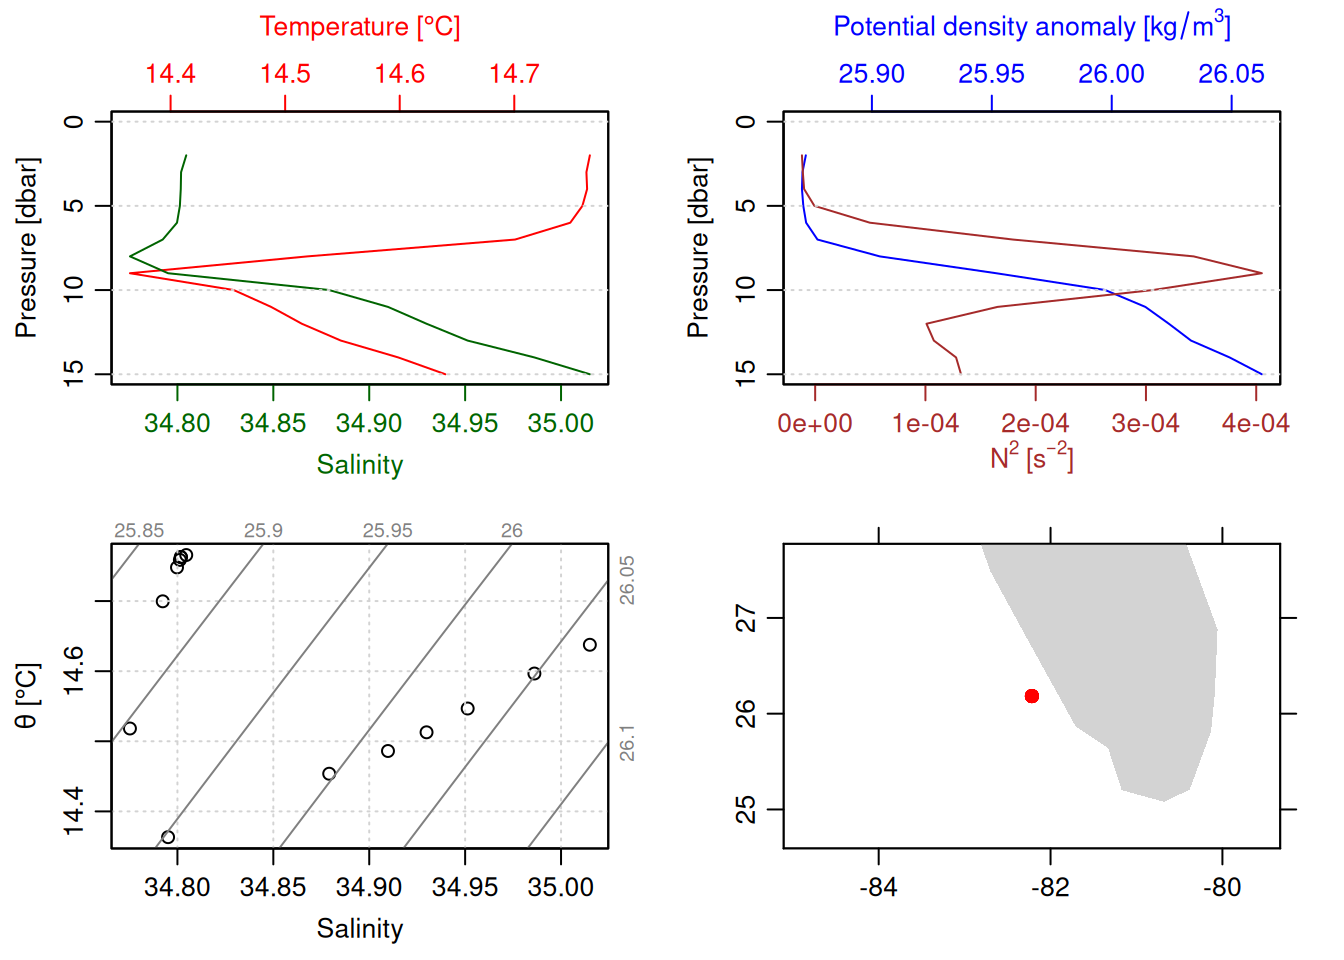 Temperature [°C]
14.4 14.5 14.6 14.7
0
5
10
15
Pressure [dbar]
34.80 34.85 34.90 34.95 35.00
Salinity
Potential density anomaly [kg/m³]
25.90 25.95 26.00 26.05
0
5
10
15
Pressure [dbar]
0e+00 1e-04 2e-04 3e-04 4e-04
N² [s⁻²]
25.85 25.9 25.95 26
26.05
26.1
14.6
14.4
θ [°C]
34.80 34.85 34.90 34.95 35.00
Salinity
27
26
25
-84 -82 -80